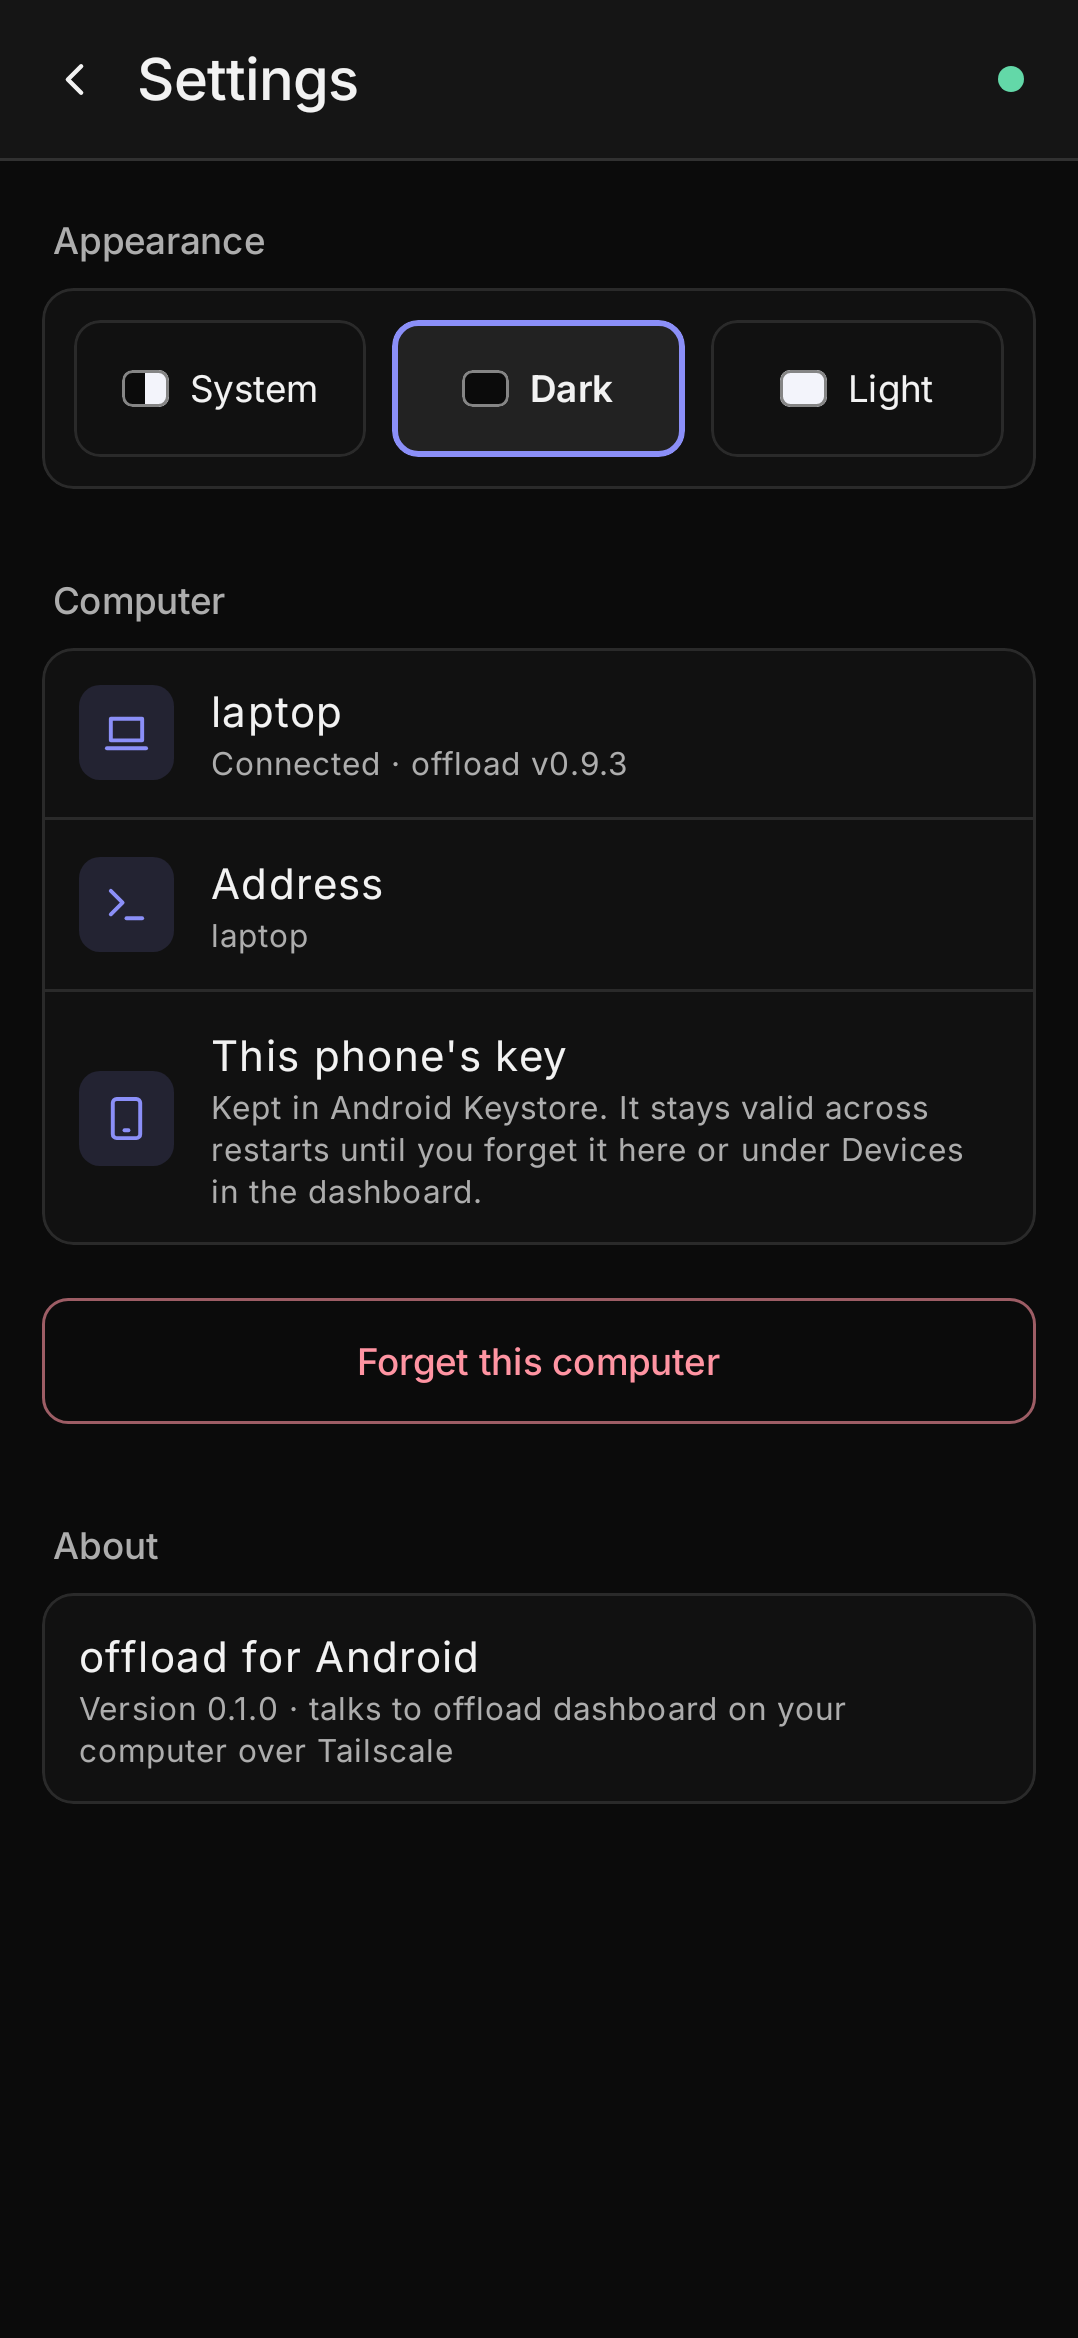 Settings
Appearance
System
Dark
Light
Computer
laptop
Connected · offload v0.9.3
Address
laptop
This phone's key
Kept in Android Keystore. It stays valid across
restarts until you forget it here or under Devices
in the dashboard.
Forget this computer
About
offload for Android
Version 0.1.0 · talks to offload dashboard on your
computer over Tailscale